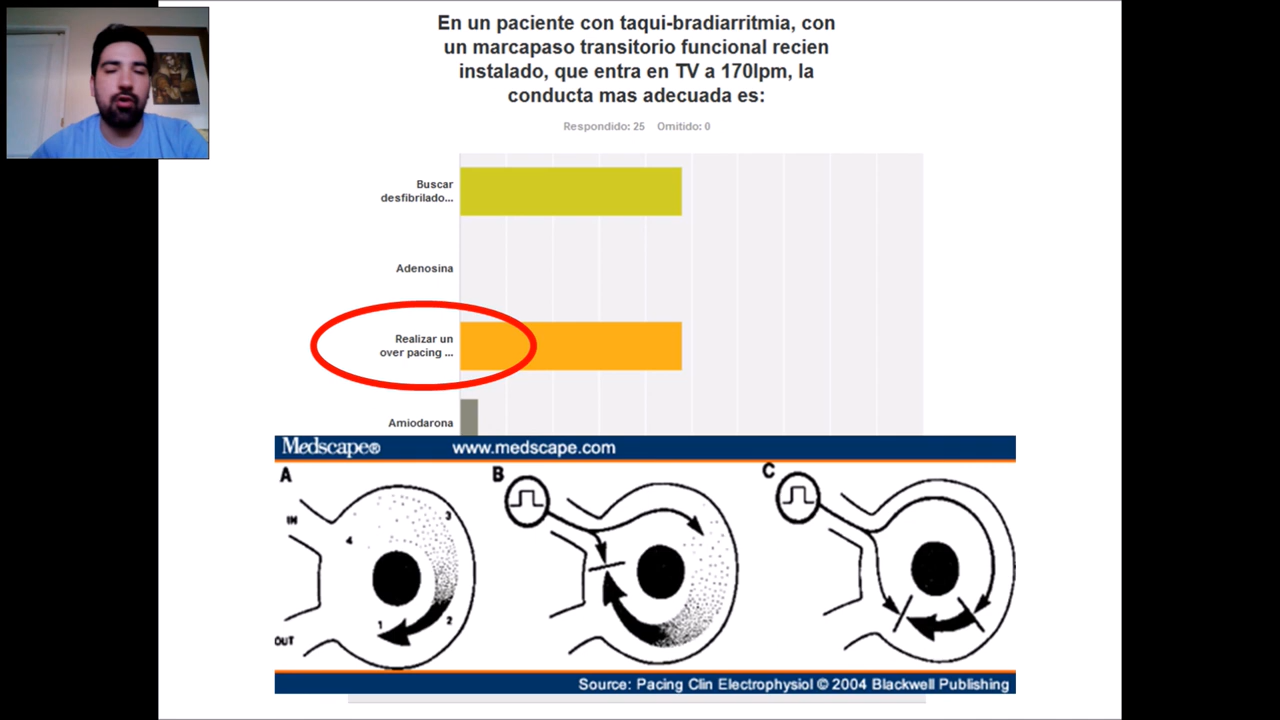 En un paciente con taqui-bradiarritmia, con
un marcapaso transitorio funcional recien
instalado, que entra en TV a 170lpm, la
conducta mas adecuada es:
Respondido: 25 Omitido: 0
Buscar
desfibrilado...
Adenosina
Realizar un
over pacing ...
Amiodarona
Medscape® www.medscape.com
A
B
C
IN
OUT
1
2
3
4
Source: Pacing Clin Electrophysiol © 2004 Blackwell Publishing